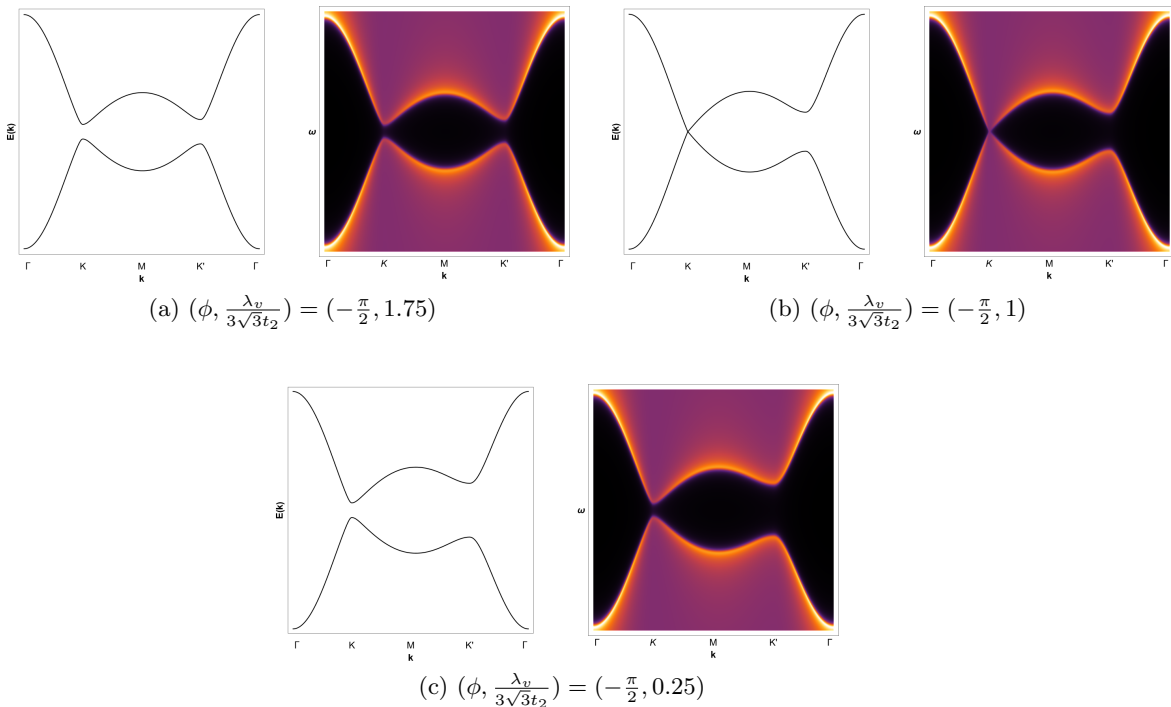 E(k)
Γ K M K' Γ
k
ω
Γ K M K' Γ
k
(a) (ϕ, λ_v/3√3t_2) = (−π/2, 1.75)
E(k)
Γ K M K' Γ
k
ω
Γ K M K' Γ
k
(b) (ϕ, λ_v/3√3t_2) = (−π/2, 1)
E(k)
Γ K M K' Γ
k
ω
Γ K M K' Γ
k
(c) (ϕ, λ_v/3√3t_2) = (−π/2, 0.25)